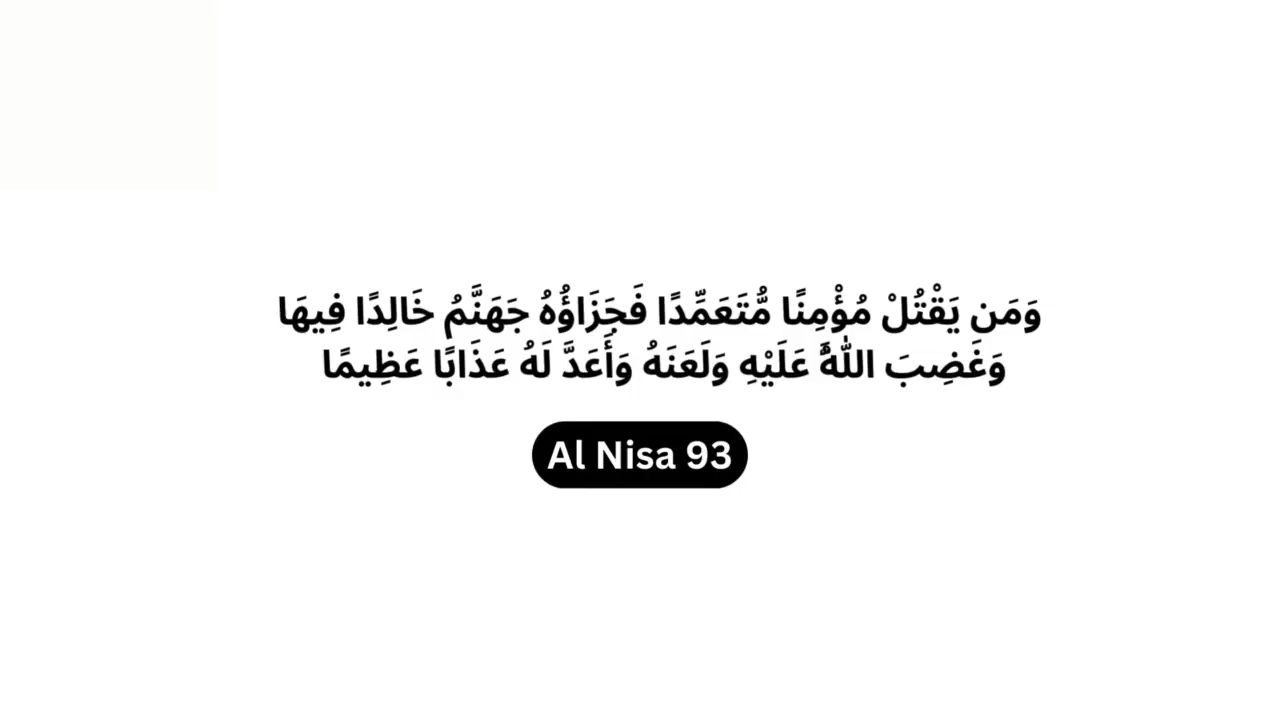 وَمَن يَقْتُلْ مُؤْمِنًا مُّتَعَمِّدًا فَجَزَاؤُهُ جَهَنَّمُ خَالِدًا فِيهَا
وَغَضِبَ اللَّهُ عَلَيْهِ وَلَعَنَهُ وَأَعَدَّ لَهُ عَذَابًا عَظِيمًا
Al Nisa 93